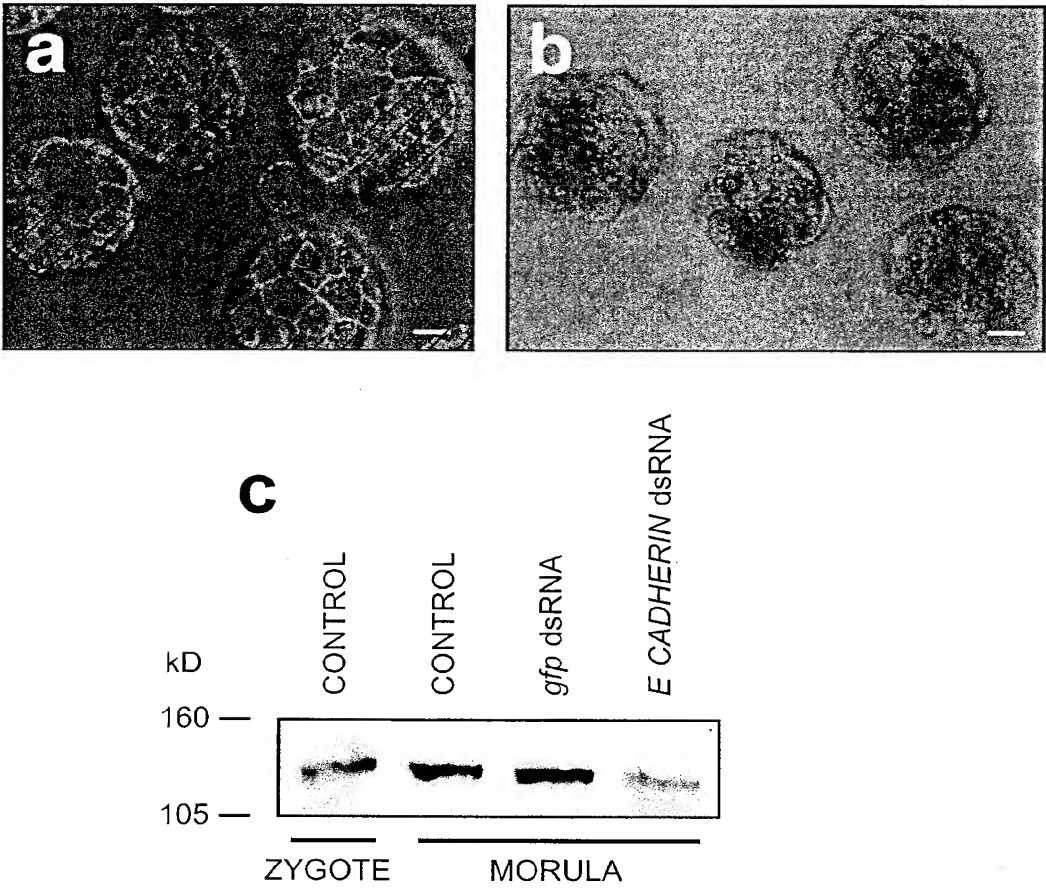 a
b
c
kD
CONTROL
CONTROL
gfp dsRNA
E CADHERIN dsRNA
160
105
ZYGOTE
MORULA